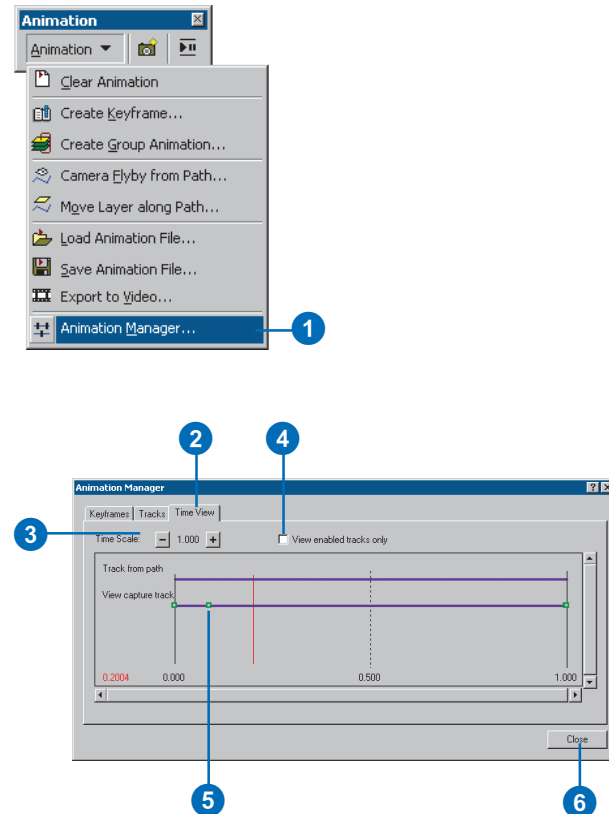 Animation
Animation
Clear Animation
Create Keyframe...
Create Group Animation...
Camera Flyby from Path...
Move Layer along Path...
Load Animation File...
Save Animation File...
Export to Video...
Animation Manager...
1
2
4
Animation Manager
Keyframes Tracks Time View
3
Time Scale: 1.000 View enabled tracks only
Track from path
View capture track
0.2004 0.000 0.500 1.000
Close
5
6